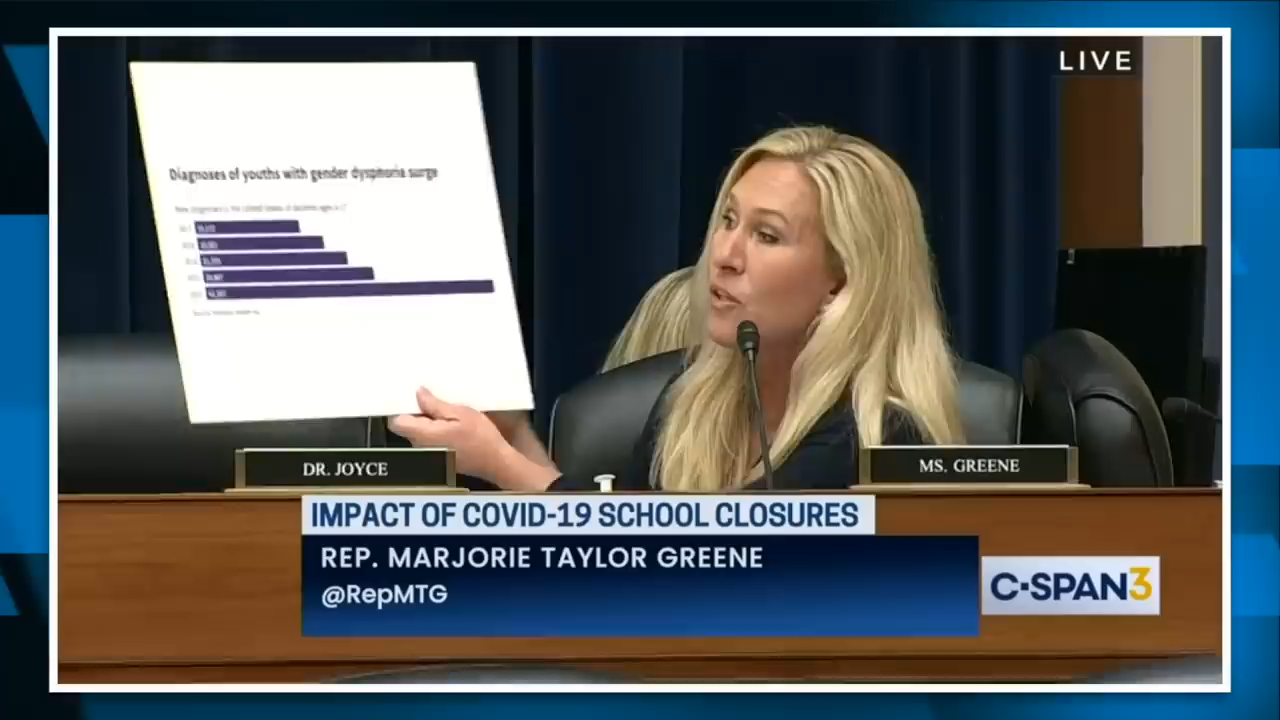 LIVE
Diagnoses of youths with gender dysphoria surge
DR. JOYCE
MS. GREENE
IMPACT OF COVID-19 SCHOOL CLOSURES
REP. MARJORIE TAYLOR GREENE
@RepMTG
C-SPAN3